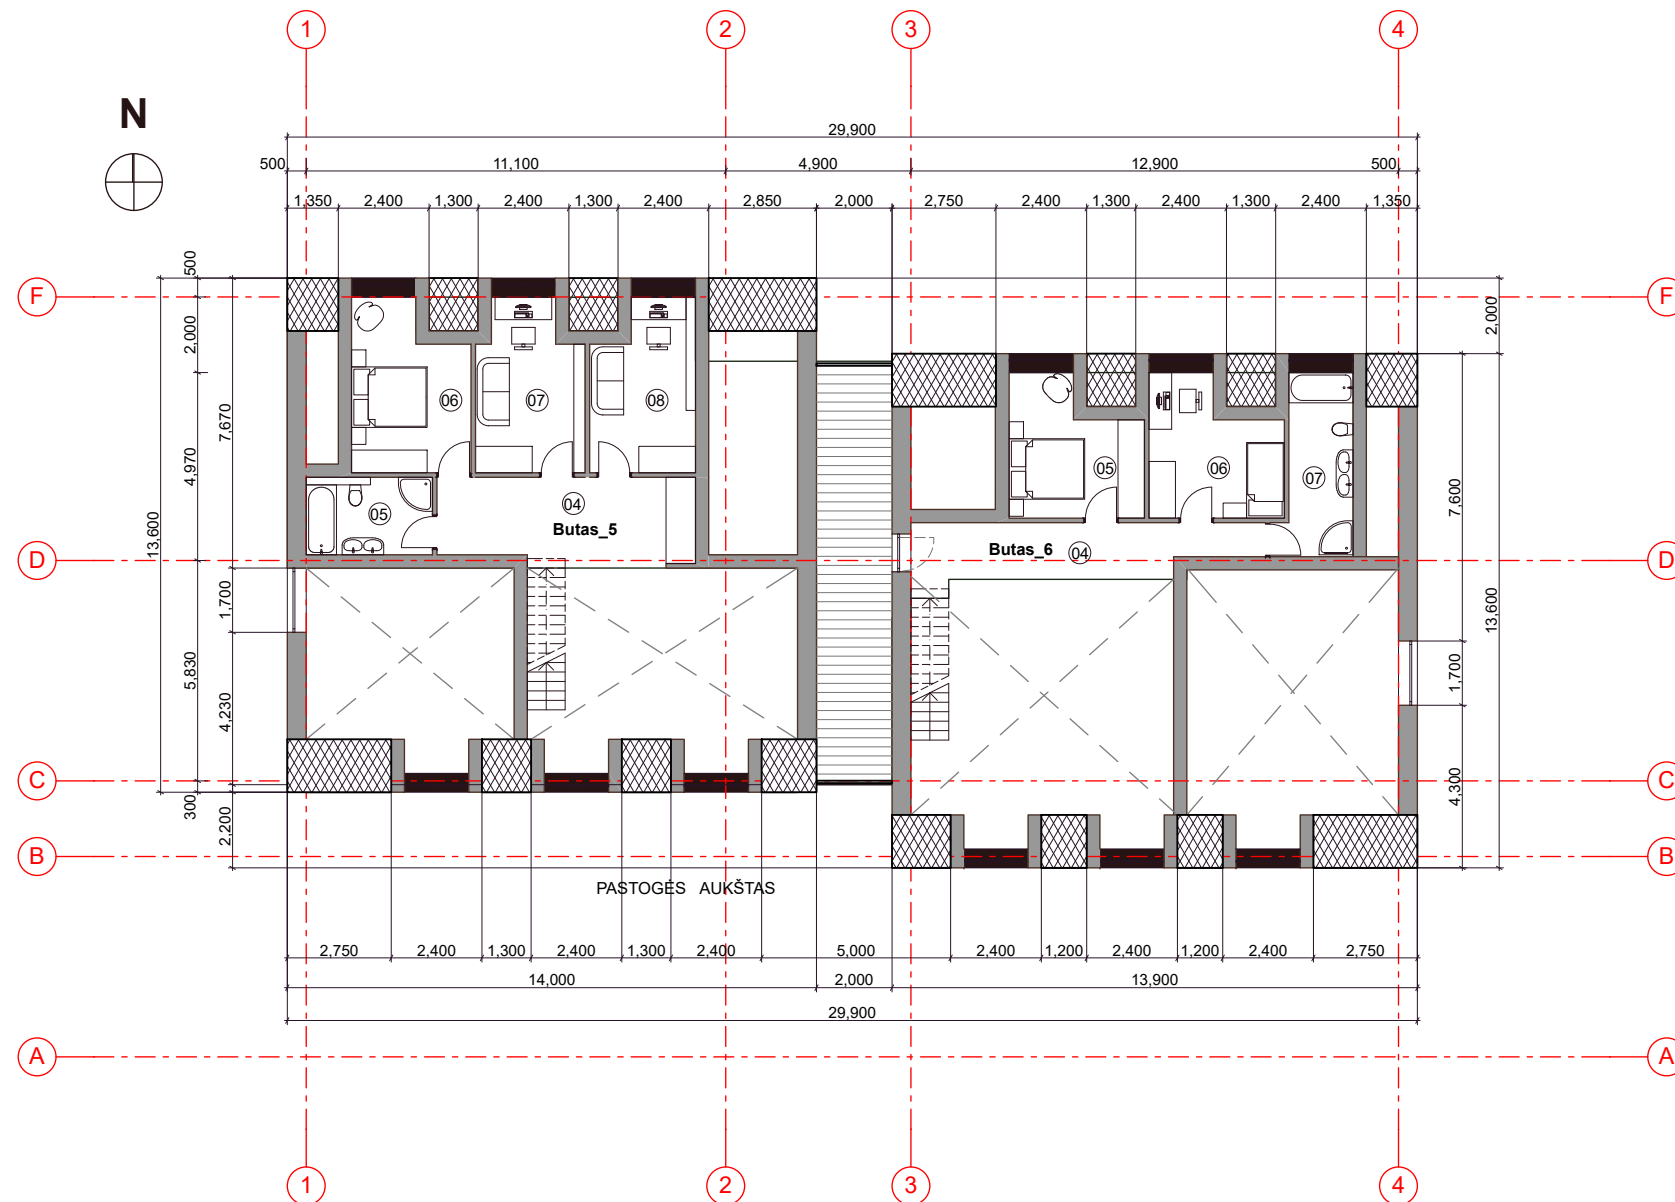 1 2 3 4
N
29,900
500 11,100 4,900 12,900 500
1,350 2,400 1,300 2,400 1,300 2,400 2,850 2,000 2,750 2,400 1,300 2,400 1,300 2,400 1,350
F F
500
2,000
4,970
5,830
300
13,600
7,670
1,700
4,230
2,200
2,000
7,600
13,600
1,700
4,300
06 07 08
05 06 07
05 04
Butas_5
Butas_6 04
D D
C C
B B
PASTOGĖS AUKŠTAS
2,750 2,400 1,300 2,400 1,300 2,400 5,000 2,400 1,200 2,400 1,200 2,400 2,750
14,000 2,000 13,900
29,900
A A
1 2 3 4